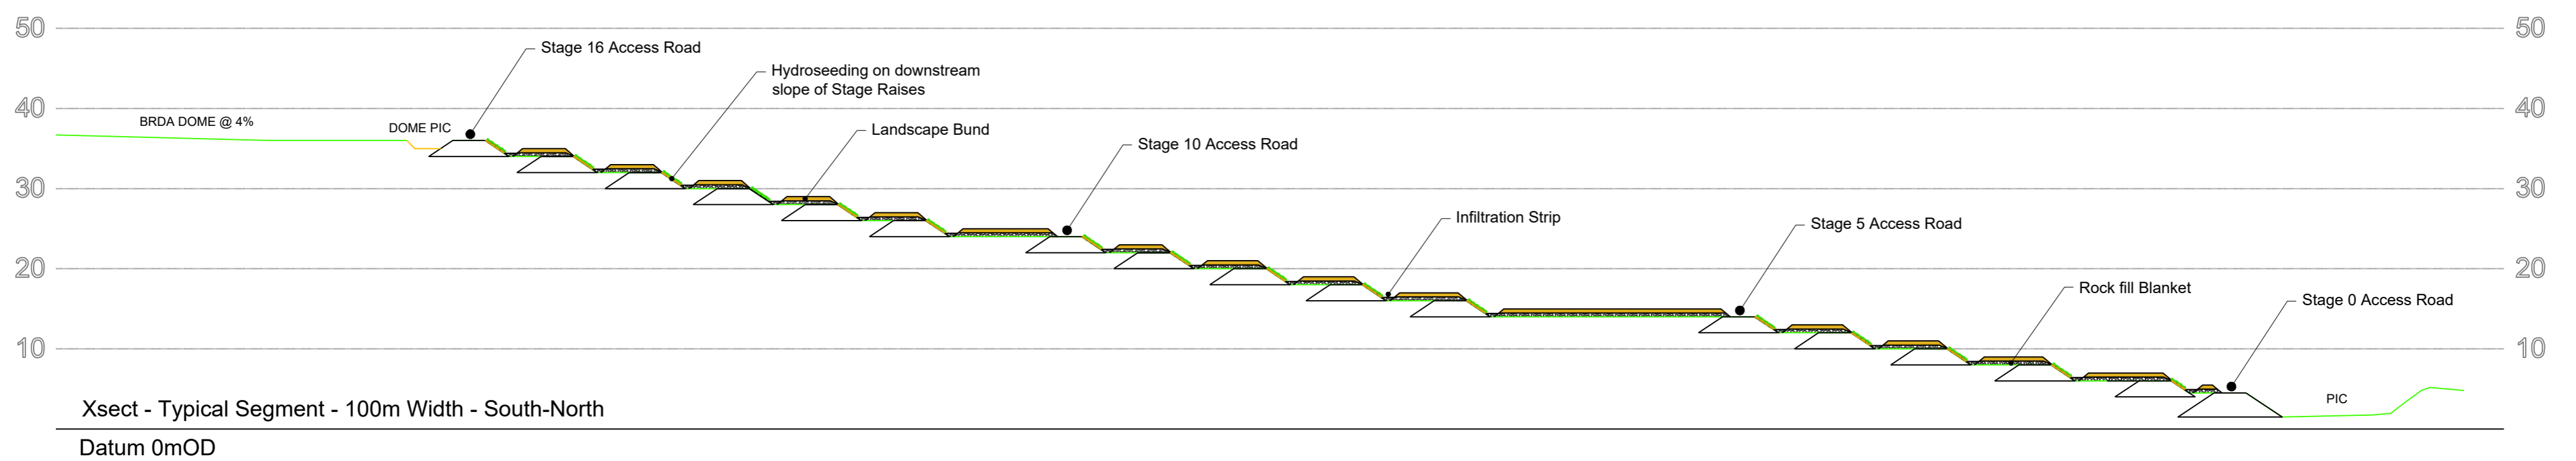 50
50
Stage 16 Access Road
Hydroseeding on downstream
slope of Stage Raises
40
40
BRDA DOME @ 4%
DOME PIC
Landscape Bund
Stage 10 Access Road
30
30
Infiltration Strip
Stage 5 Access Road
20
20
Rock fill Blanket
Stage 0 Access Road
10
10
PIC
Xsect - Typical Segment - 100m Width - South-North
Datum 0mOD